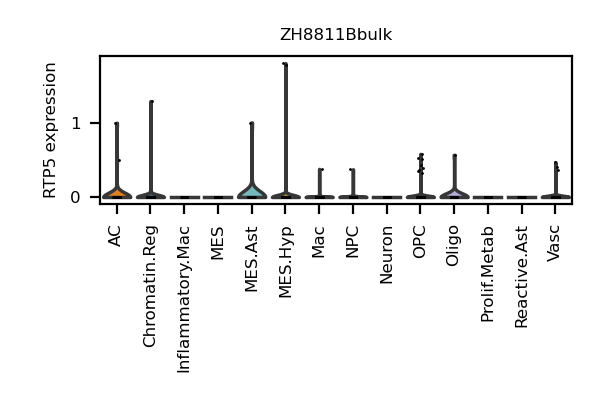 ZH8811Bbulk
RTP5 expression
1
0
AC
Chromatin.Reg
Inflammatory.Mac
MES
MES.Ast
MES.Hyp
Mac
NPC
Neuron
OPC
Oligo
Prolif.Metab
Reactive.Ast
Vasc